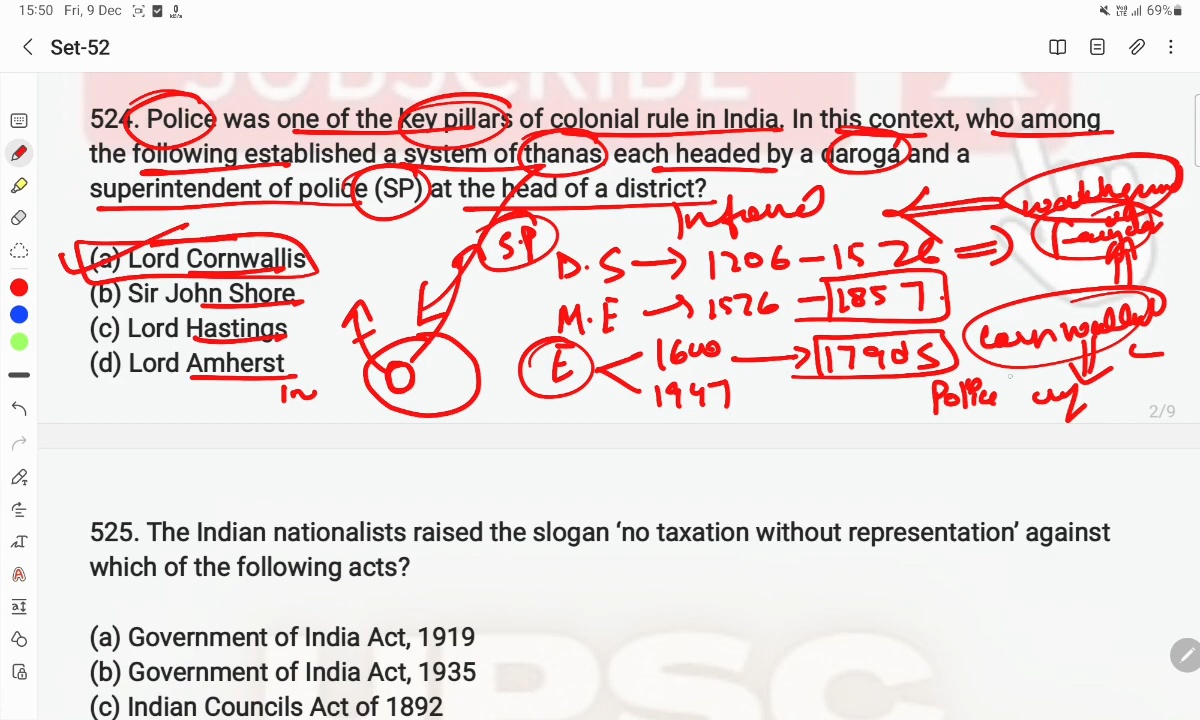 15:50 Fri, 9 Dec
69%
Set-52
SUBSCRIBE
524. Police was one of the key pillars of colonial rule in India. In this context, who among
the following established a system of thanas each headed by a daroga and a
superintendent of police (SP) at the head of a district?
(a) Lord Cornwallis
(b) Sir John Shore
(c) Lord Hastings
(d) Lord Amherst
S.P
D.S → 1206 – 1526 ⇒
M.E → 1526 – 1857
E 1600 → 1790s
1947
Police
2/9
525. The Indian nationalists raised the slogan ‘no taxation without representation’ against
which of the following acts?
(a) Government of India Act, 1919
(b) Government of India Act, 1935
(c) Indian Councils Act of 1892
UPSC